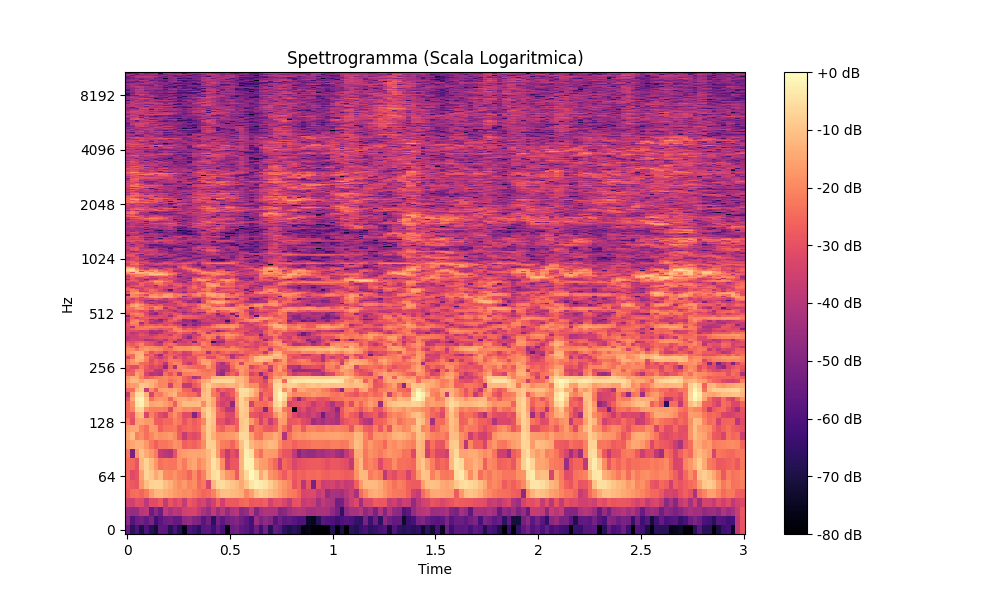 Spettrogramma (Scala Logaritmica)
8192
4096
2048
1024
512
256
128
64
0
Hz
0
0.5
1
1.5
2
2.5
3
Time
+0 dB
-10 dB
-20 dB
-30 dB
-40 dB
-50 dB
-60 dB
-70 dB
-80 dB